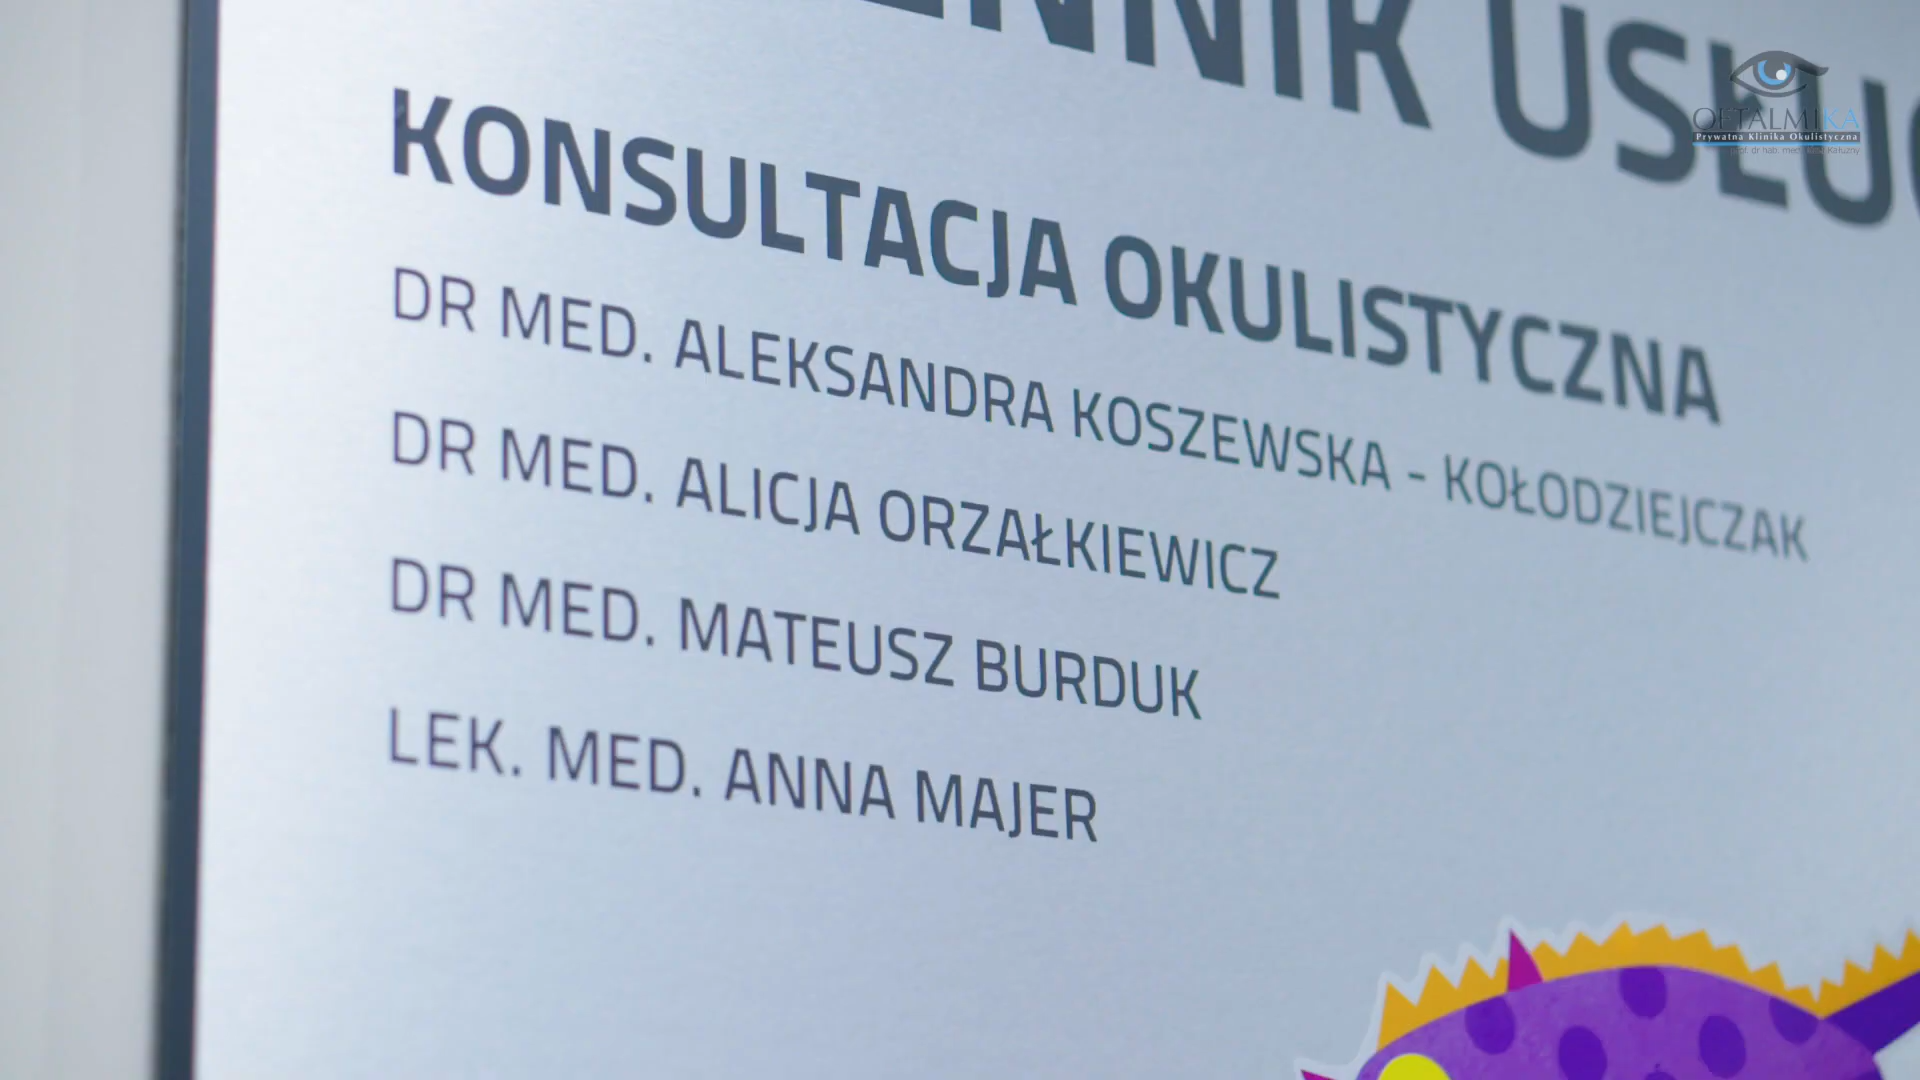 KONSULTACJA OKULISTYCZNA
DR MED. ALEKSANDRA KOSZEWSKA - KOŁODZIEJCZAK
DR MED. ALICJA ORZAŁKIEWICZ
DR MED. MATEUSZ BURDUK
LEK. MED. ANNA MAJER
OFTALMIKA
Prywatna Klinika Okulistyczna